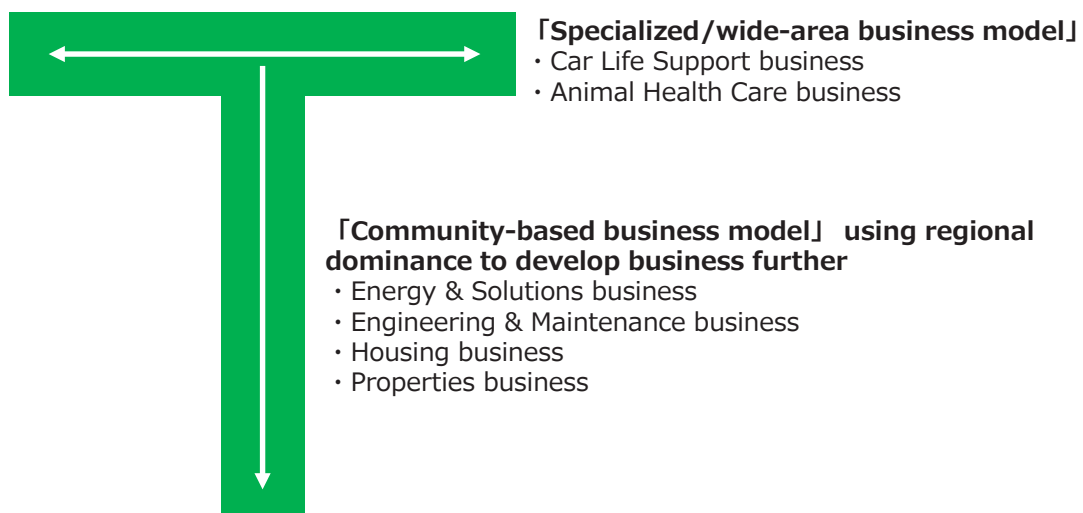 ｢Specialized/wide-area business model｣
・Car Life Support business
・Animal Health Care business
｢Community-based business model｣ using regional
dominance to develop business further
・Energy & Solutions business
・Engineering & Maintenance business
・Housing business
・Properties business